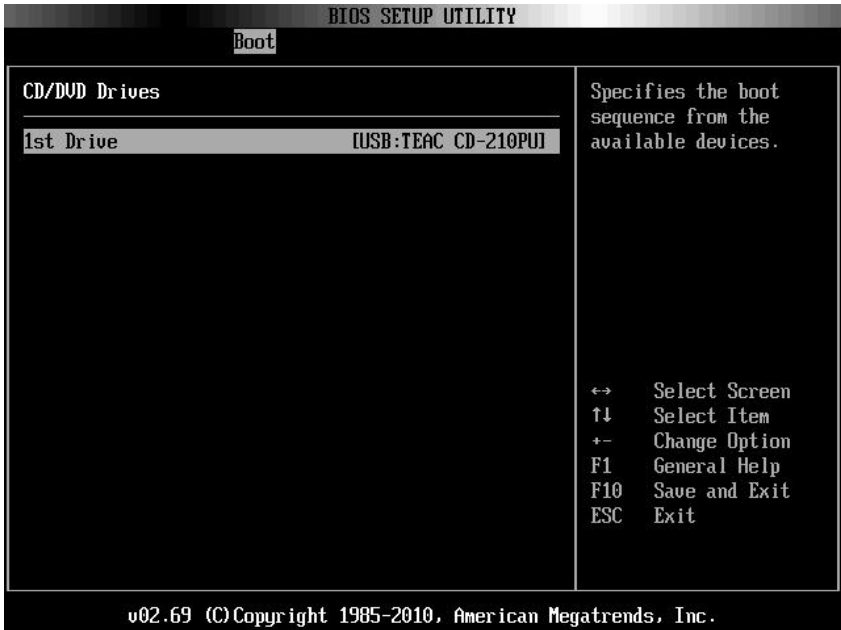 BIOS SETUP UTILITY
Boot
CD/DVD Drives
1st Drive [USB:TEAC CD-210PU]
Specifies the boot
sequence from the
available devices.
↔ Select Screen
↑↓ Select Item
+- Change Option
F1 General Help
F10 Save and Exit
ESC Exit
v02.69 (C)Copyright 1985-2010, American Megatrends, Inc.